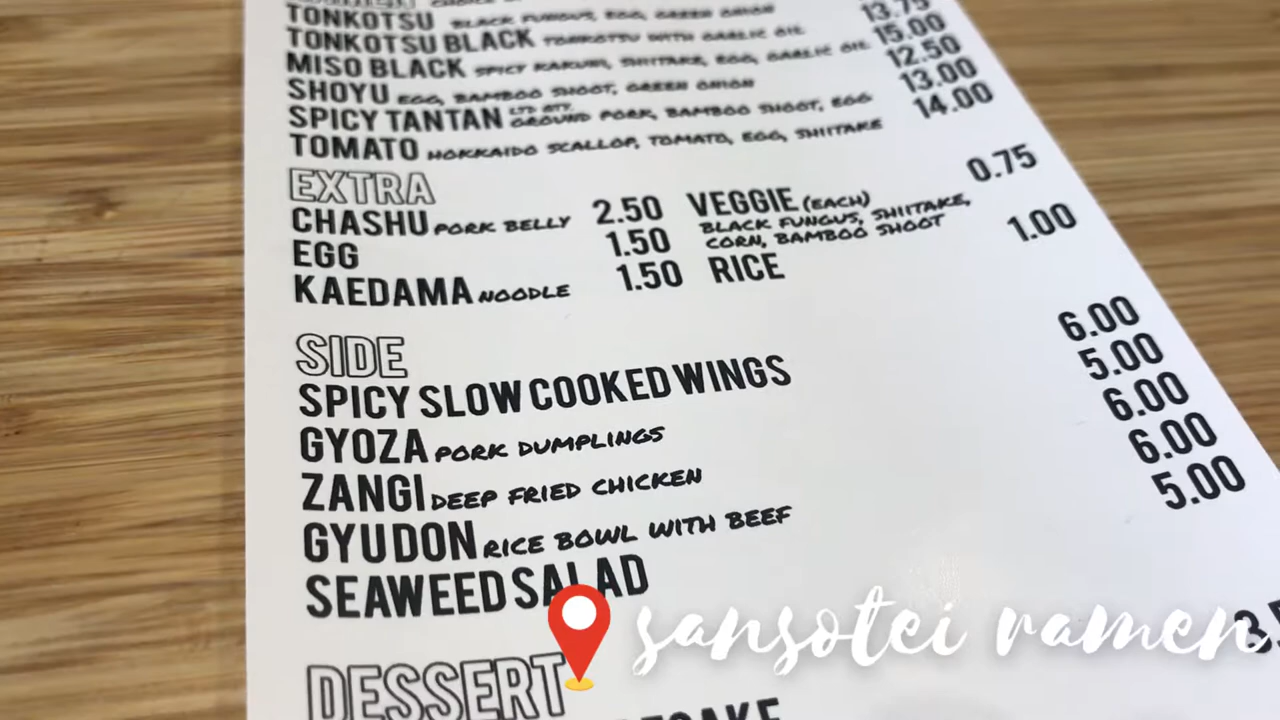 TONKOTSU BLACK FUNGUS, EGG, GREEN ONION
TONKOTSU BLACK TONKOTSU WITH GARLIC OIL 13.75
MISO BLACK SPICY KAKUNI, SHIITAKE, EGG, GARLIC OIL 15.00
SHOYU EGG, BAMBOO SHOOT, GREEN ONION 12.50
SPICY TANTAN LTD QTY. GROUND PORK, BAMBOO SHOOT, EGG 13.00
TOMATO HOKKAIDO SCALLOP, TOMATO, EGG, SHIITAKE 14.00
EXTRA
CHASHU PORK BELLY 2.50 VEGGIE (EACH) 0.75
BLACK FUNGUS, SHIITAKE,
CORN, BAMBOO SHOOT
EGG 1.50
KAEDAMA NOODLE 1.50 RICE 1.00
SIDE
SPICY SLOW COOKED WINGS 6.00
GYOZA PORK DUMPLINGS 5.00
ZANGI DEEP FRIED CHICKEN 6.00
GYUDON RICE BOWL WITH BEEF 6.00
SEAWEED SALAD 5.00
sansotei ramen
DESSERT